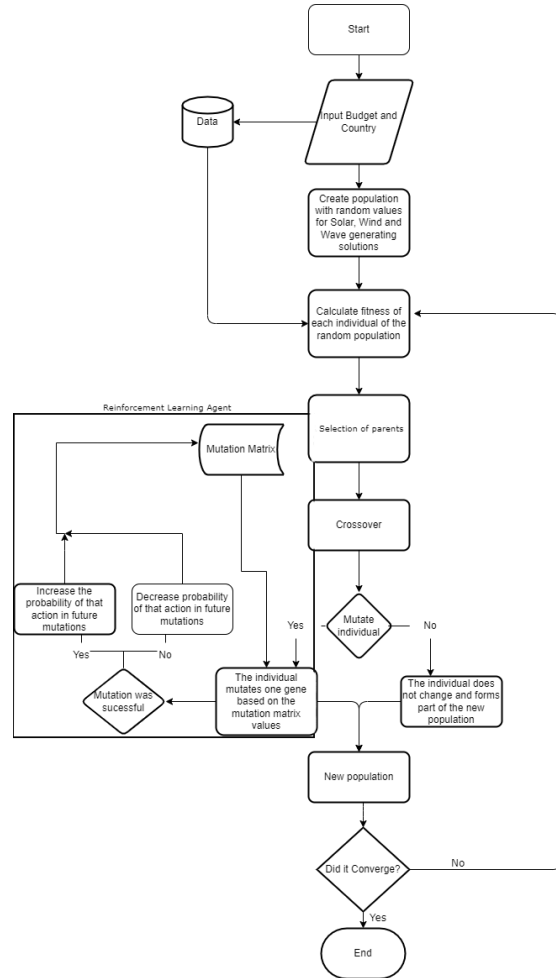 Start
Input Budget and
Country
Data
Create population
with random values
for Solar, Wind and
Wave generating
solutions
Calculate fitness of
each individual of the
random population
Reinforcement Learning Agent
Selection of parents
Mutation Matrix
Crossover
Increase the
probability of that
action in future
mutations
Decrease probability
of that action in future
mutations
Yes
No
Mutate
individual
Yes
No
Mutation was
sucessful
The individual
mutates one gene
based on the
mutation matrix
values
The individual does
not change and forms
part of the new
population
New population
Did it Converge?
No
Yes
End